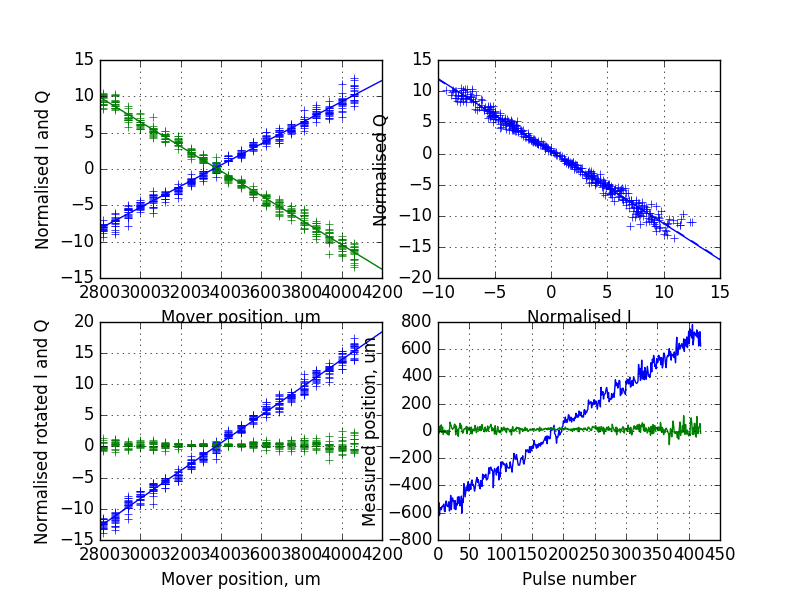 15
10
5
0
−5
−10
−15
Normalised I and Q
2800 3000 3200 3400 3600 3800 4000 4200
Mover position, um
15
10
5
0
−5
−10
−15
−20
Normalised Q
−10 −5 0 5 10 15
Normalised I
20
15
10
5
0
−5
−10
−15
Normalised rotated I and Q
2800 3000 3200 3400 3600 3800 4000 4200
Mover position, um
800
600
400
200
0
−200
−400
−600
−800
Measured position, um
0 50 100 150 200 250 300 350 400 450
Pulse number